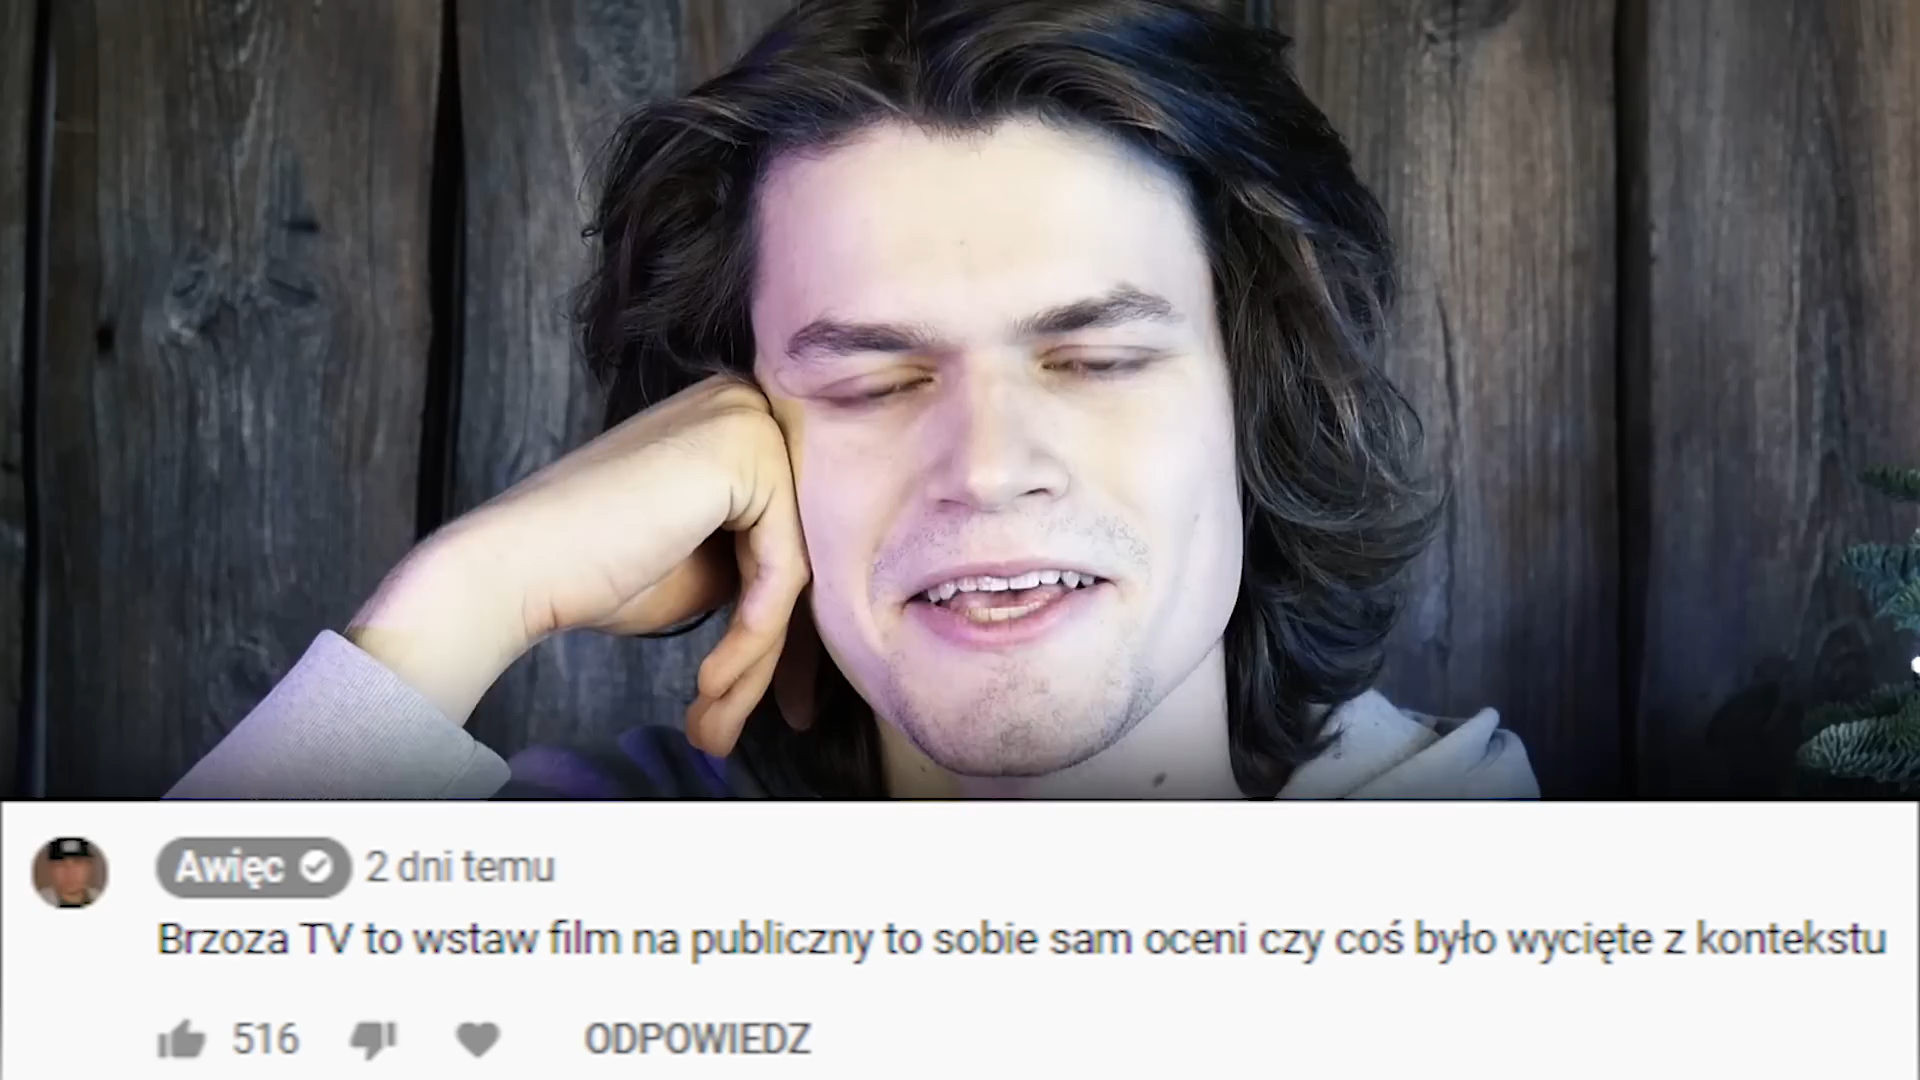 Awięc 2 dni temu
Brzoza TV to wstaw film na publiczny to sobie sam oceni czy coś było wycięte z kontekstu
516 ODPOWIEDZ